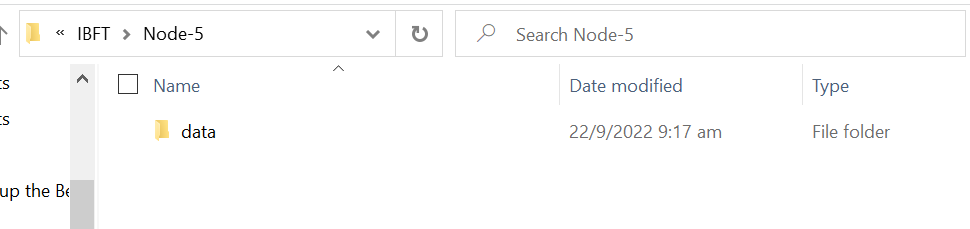 « IBFT > Node-5
Search Node-5
ts
Name
Date modified
Type
ts
data
22/9/2022 9:17 am
File folder
up the Be